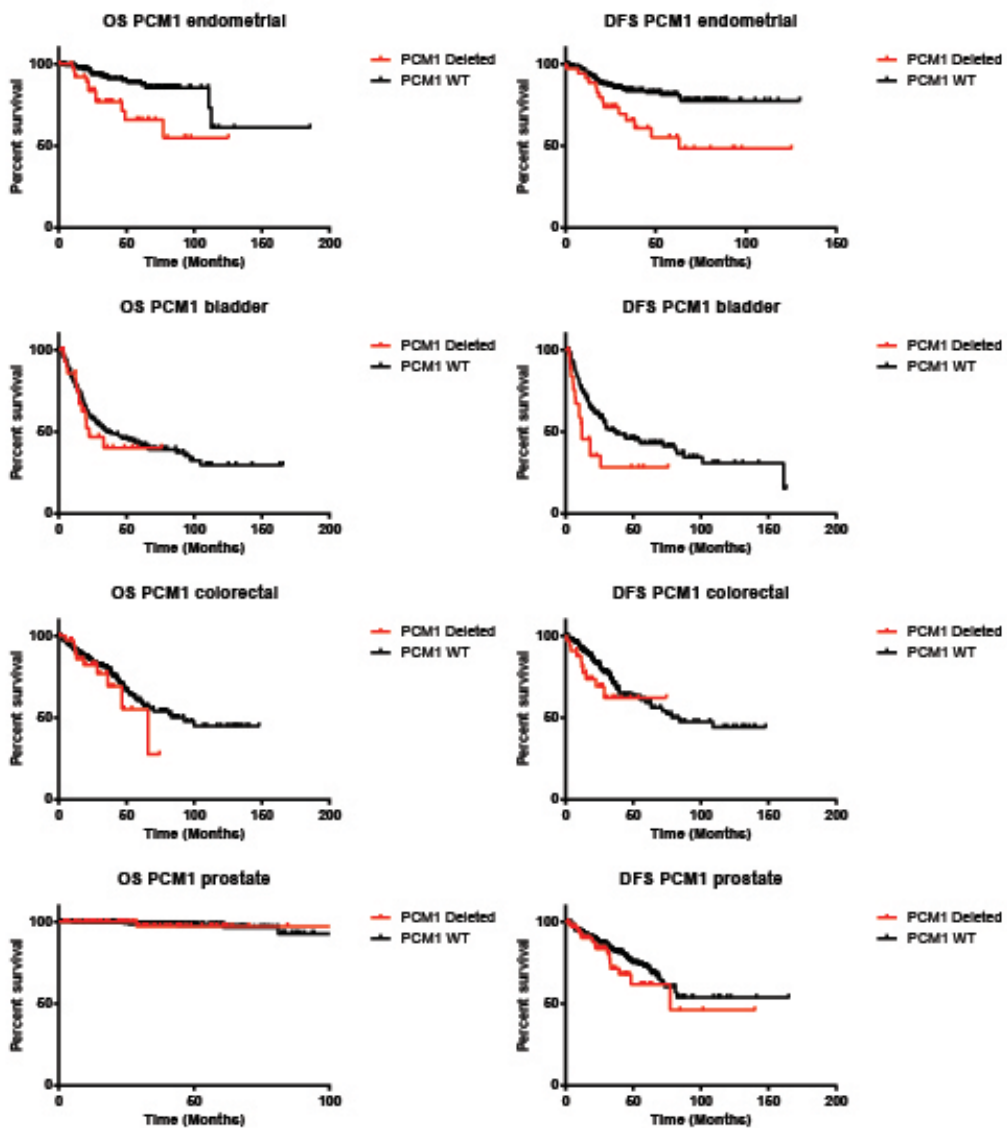 OS PCM1 endometrial
Percent survival
100
50
0
0 50 100 150 200
Time (Months)
PCM1 Deleted
PCM1 WT
DFS PCM1 endometrial
Percent survival
100
50
0
0 50 100 150
Time (Months)
PCM1 Deleted
PCM1 WT
OS PCM1 bladder
Percent survival
100
50
0
0 50 100 150 200
Time (Months)
PCM1 Deleted
PCM1 WT
DFS PCM1 bladder
Percent survival
100
50
0
0 50 100 150 200
Time (Months)
PCM1 Deleted
PCM1 WT
OS PCM1 colorectal
Percent survival
100
50
0
0 50 100 150 200
Time (Months)
PCM1 Deleted
PCM1 WT
DFS PCM1 colorectal
Percent survival
100
50
0
0 50 100 150 200
Time (Months)
PCM1 Deleted
PCM1 WT
OS PCM1 prostate
Percent survival
100
50
0
0 50 100
Time (Months)
PCM1 Deleted
PCM1 WT
DFS PCM1 prostate
Percent survival
100
50
0
0 50 100 150 200
Time (Months)
PCM1 Deleted
PCM1 WT